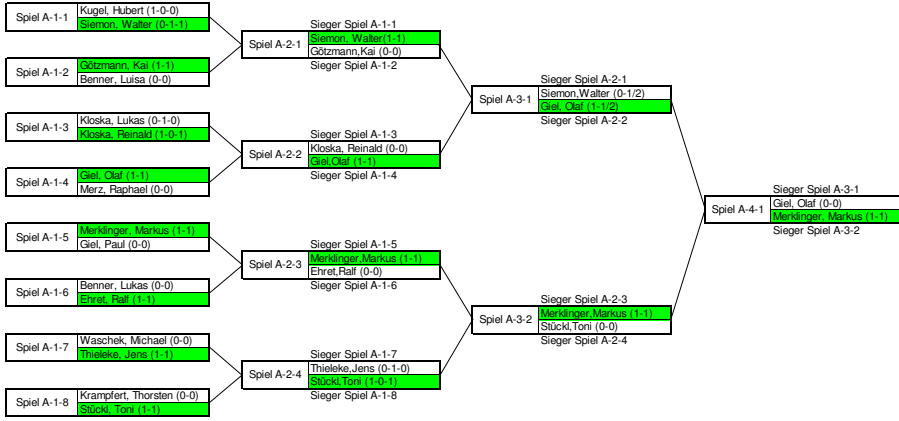 Spiel A-1-1
Kugel, Hubert (1-0-0)
Siemon, Walter (0-1-1)
Spiel A-1-2
Götzmann, Kai (1-1)
Benner, Luisa (0-0)
Spiel A-1-3
Kloska, Lukas (0-1-0)
Kloska, Reinald (1-0-1)
Spiel A-1-4
Giel, Olaf (1-1)
Merz, Raphael (0-0)
Spiel A-1-5
Merklinger, Markus (1-1)
Giel, Paul (0-0)
Spiel A-1-6
Benner, Lukas (0-0)
Ehret, Ralf (1-1)
Spiel A-1-7
Waschek, Michael (0-0)
Thieleke, Jens (1-1)
Spiel A-1-8
Krampfert, Thorsten (0-0)
Stückl, Toni (1-1)
Sieger Spiel A-1-1
Spiel A-2-1
Siemon, Walter(1-1)
Götzmann,Kai (0-0)
Sieger Spiel A-1-2
Sieger Spiel A-1-3
Spiel A-2-2
Kloska, Reinald (0-0)
Giel,Olaf (1-1)
Sieger Spiel A-1-4
Sieger Spiel A-1-5
Spiel A-2-3
Merklinger,Markus (1-1)
Ehret,Ralf (0-0)
Sieger Spiel A-1-6
Sieger Spiel A-1-7
Spiel A-2-4
Thieleke,Jens (0-1-0)
Stückl,Toni (1-0-1)
Sieger Spiel A-1-8
Sieger Spiel A-2-1
Spiel A-3-1
Siemon,Walter (0-1/2)
Giel, Olaf (1-1/2)
Sieger Spiel A-2-2
Sieger Spiel A-2-3
Spiel A-3-2
Merklinger,Markus (1-1)
Stückl,Toni (0-0)
Sieger Spiel A-2-4
Sieger Spiel A-3-1
Spiel A-4-1
Giel, Olaf (0-0)
Merklinger, Markus (1-1)
Sieger Spiel A-3-2